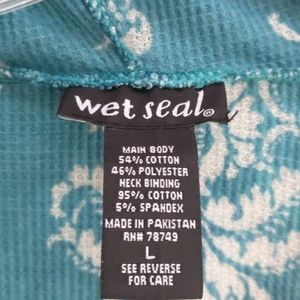 wet seal®
MAIN BODY
54% COTTON
46% POLYESTER
NECK BINDING
95% COTTON
5% SPANDEX
MADE IN PAKISTAN
RN# 78749
L
SEE REVERSE
FOR CARE